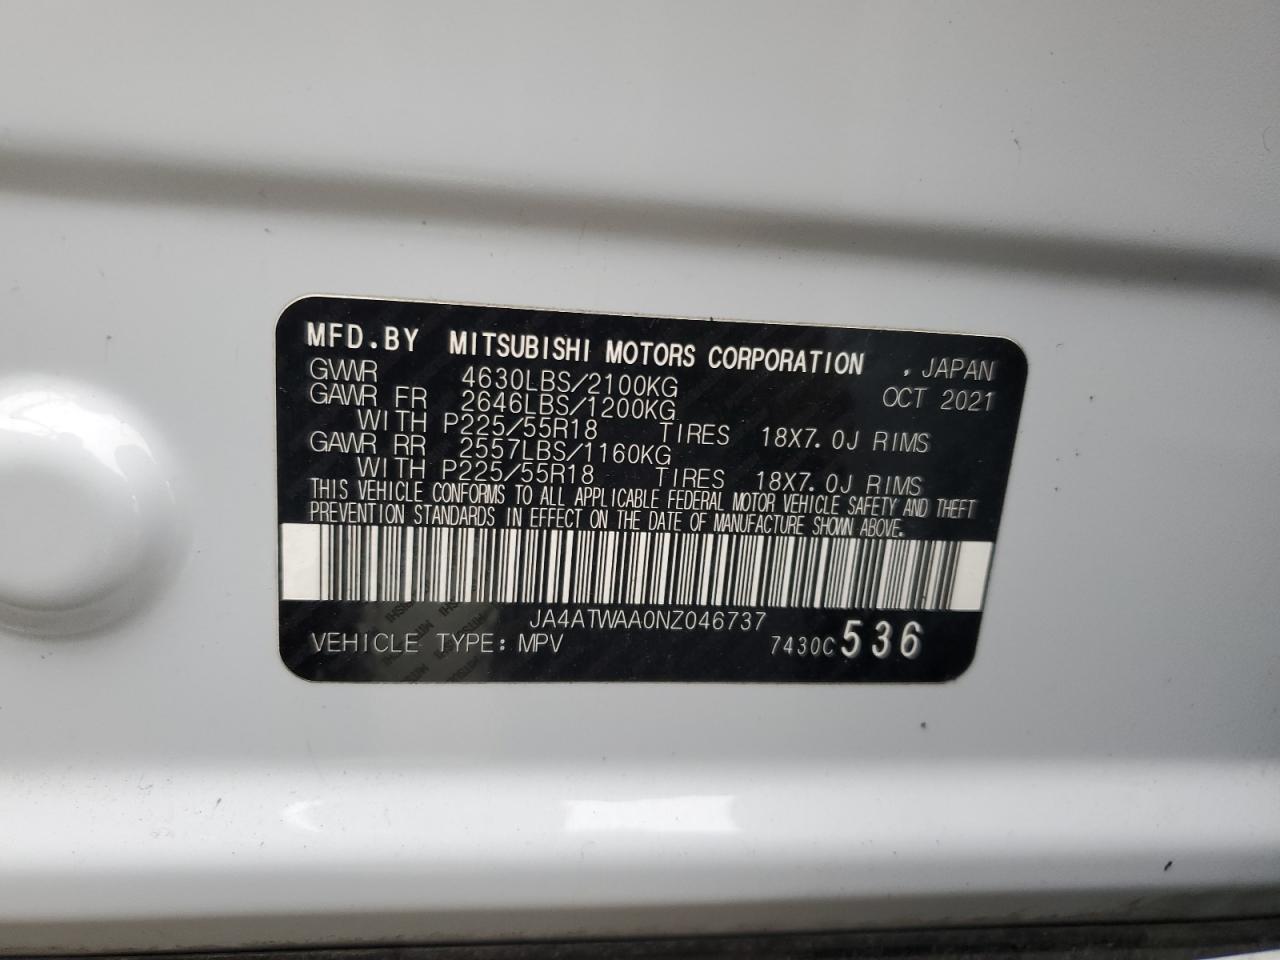 MFD.BY MITSUBISHI MOTORS CORPORATION , JAPAN
GVWR 4630LBS/2100KG OCT 2021
GAWR FR 2646LBS/1200KG
WITH P225/55R18 TIRES 18X7.0J RIMS
GAWR RR 2557LBS/1160KG
WITH P225/55R18 TIRES 18X7.0J RIMS
THIS VEHICLE CONFORMS TO ALL APPLICABLE FEDERAL MOTOR VEHICLE SAFETY AND THEFT
PREVENTION STANDARDS IN EFFECT ON THE DATE OF MANUFACTURE SHOWN ABOVE.
JA4ATWAA0NZ046737
VEHICLE TYPE: MPV 7430C 536